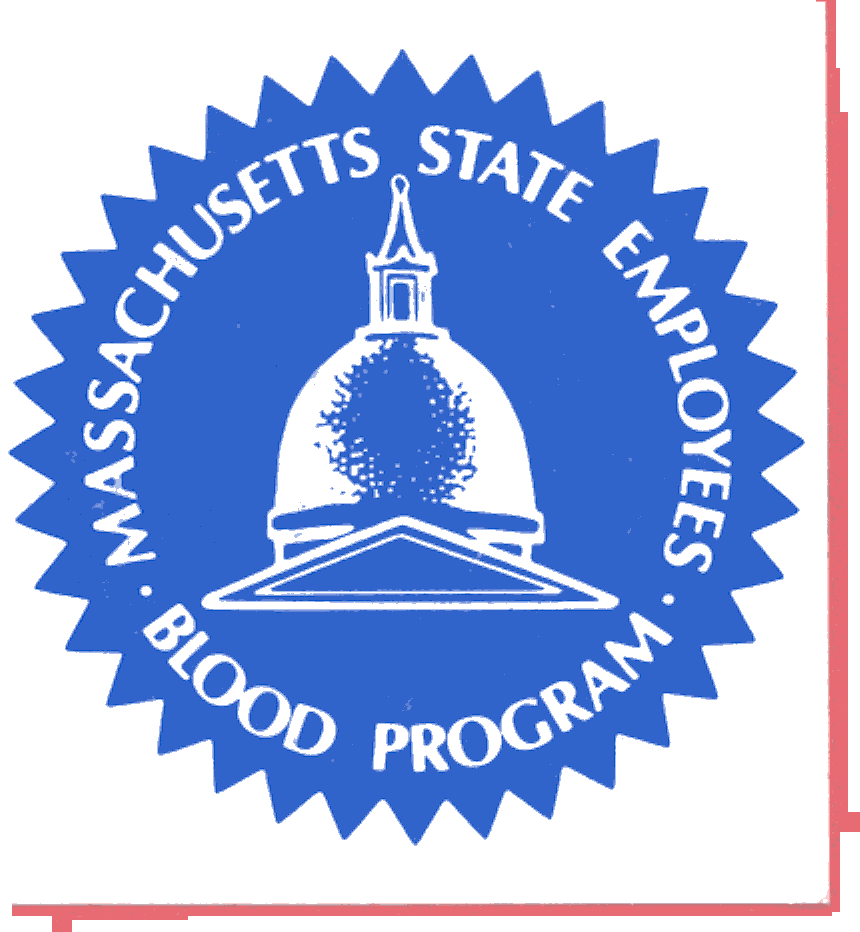 MASSACHUSETTS STATE EMPLOYEES
· BLOOD PROGRAM ·